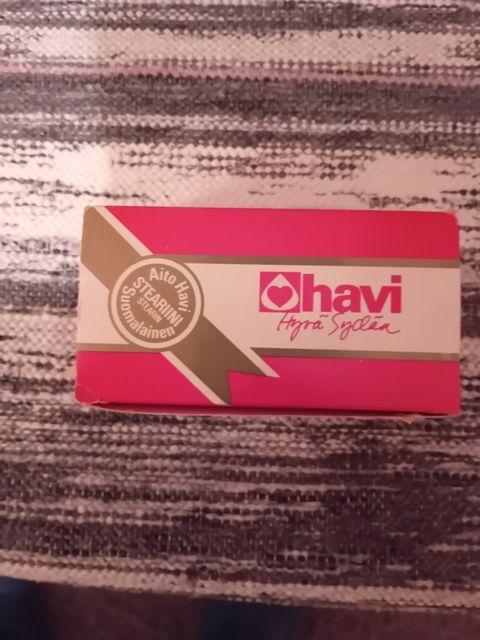 Aito Havi
STEARIINI
STEARIN
Suomalainen
havi
Hyvä Sydän